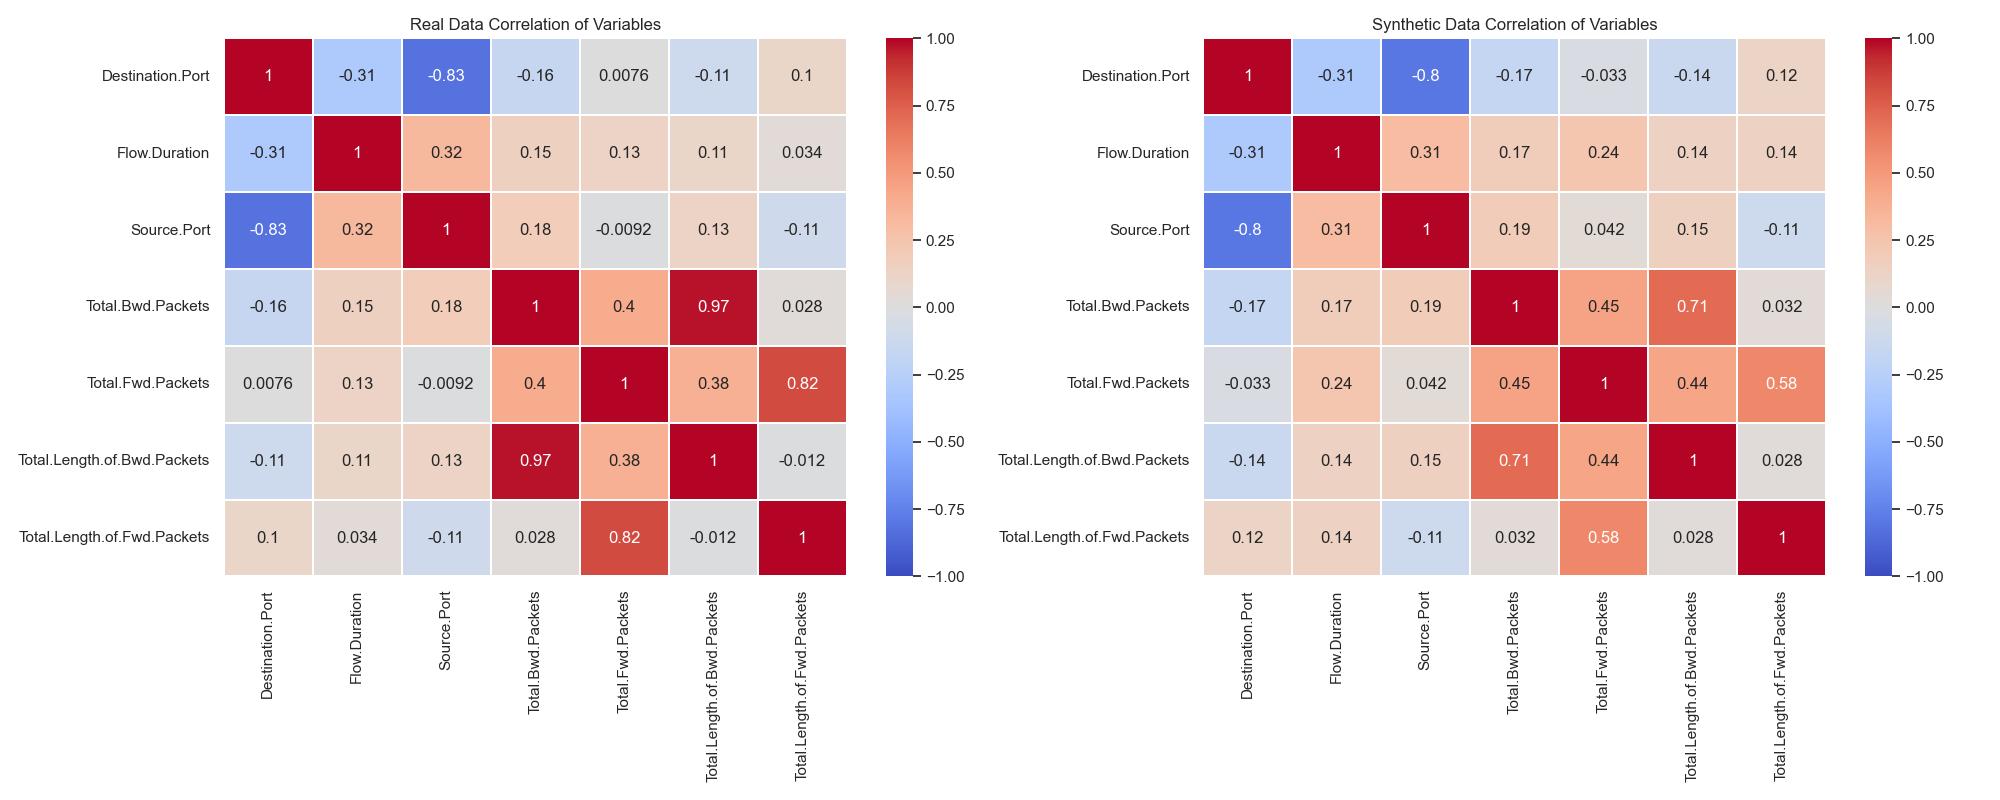 Real Data Correlation of Variables
Destination.Port 1 -0.31 -0.83 -0.16 0.0076 -0.11 0.1
Flow.Duration -0.31 1 0.32 0.15 0.13 0.11 0.034
Source.Port -0.83 0.32 1 0.18 -0.0092 0.13 -0.11
Total.Bwd.Packets -0.16 0.15 0.18 1 0.4 0.97 0.028
Total.Fwd.Packets 0.0076 0.13 -0.0092 0.4 1 0.38 0.82
Total.Length.of.Bwd.Packets -0.11 0.11 0.13 0.97 0.38 1 -0.012
Total.Length.of.Fwd.Packets 0.1 0.034 -0.11 0.028 0.82 -0.012 1
Destination.Port
Flow.Duration
Source.Port
Total.Bwd.Packets
Total.Fwd.Packets
Total.Length.of.Bwd.Packets
Total.Length.of.Fwd.Packets
1.00
0.75
0.50
0.25
0.00
−0.25
−0.50
−0.75
−1.00
Synthetic Data Correlation of Variables
Destination.Port 1 -0.31 -0.8 -0.17 -0.033 -0.14 0.12
Flow.Duration -0.31 1 0.31 0.17 0.24 0.14 0.14
Source.Port -0.8 0.31 1 0.19 0.042 0.15 -0.11
Total.Bwd.Packets -0.17 0.17 0.19 1 0.45 0.71 0.032
Total.Fwd.Packets -0.033 0.24 0.042 0.45 1 0.44 0.58
Total.Length.of.Bwd.Packets -0.14 0.14 0.15 0.71 0.44 1 0.028
Total.Length.of.Fwd.Packets 0.12 0.14 -0.11 0.032 0.58 0.028 1
Destination.Port
Flow.Duration
Source.Port
Total.Bwd.Packets
Total.Fwd.Packets
Total.Length.of.Bwd.Packets
Total.Length.of.Fwd.Packets
1.00
0.75
0.50
0.25
0.00
−0.25
−0.50
−0.75
−1.00